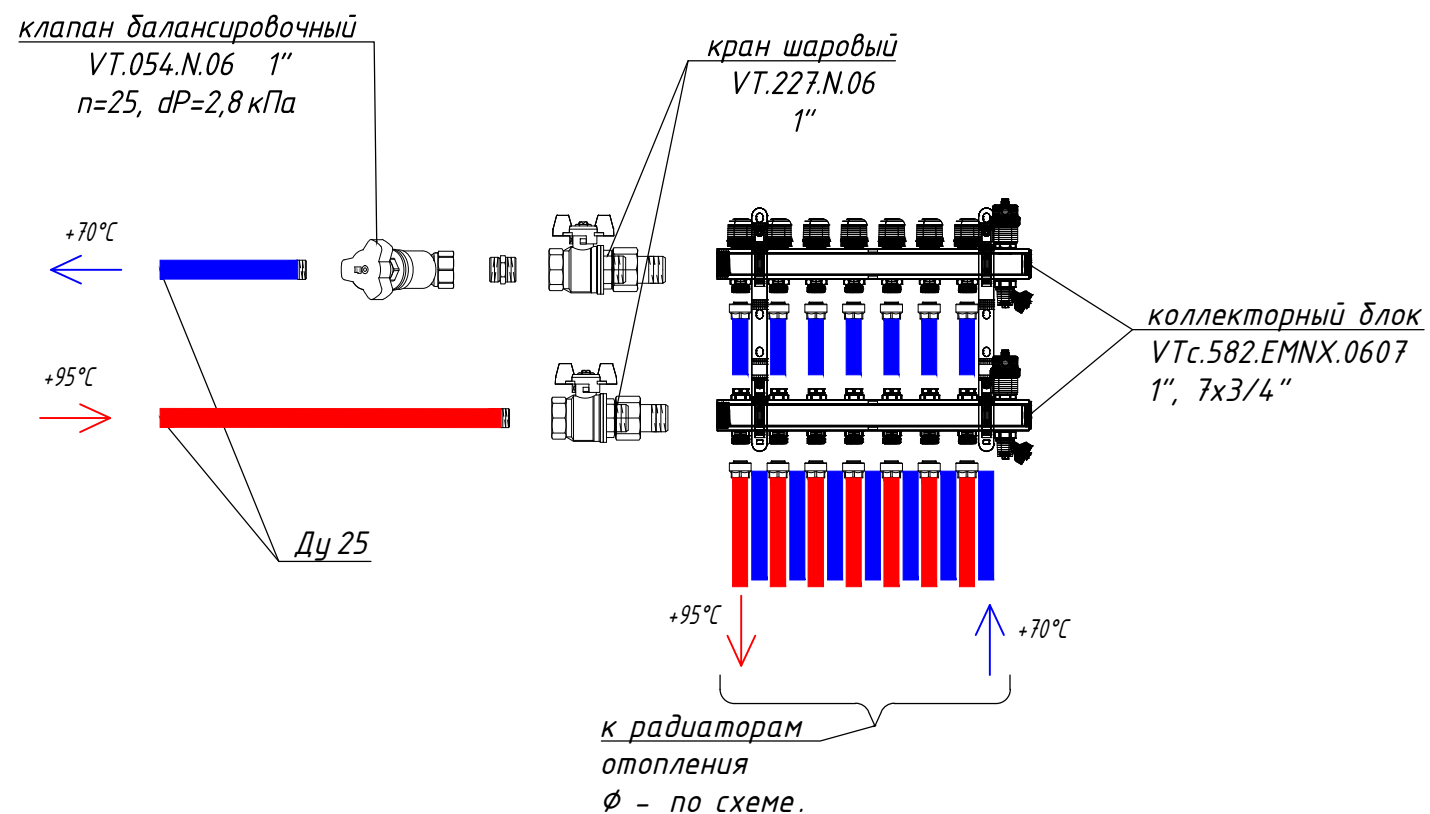 клапан балансировочный
VT.054.N.06 1"
n=25, dP=2,8 кПа
кран шаровый
VT.227.N.06
1"
+70°C
+95°C
коллекторный блок
VTc.582.EMNX.0607
1", 7x3/4"
Ду 25
+95°C
+70°C
к радиаторам
отопления
Ф - по схеме.